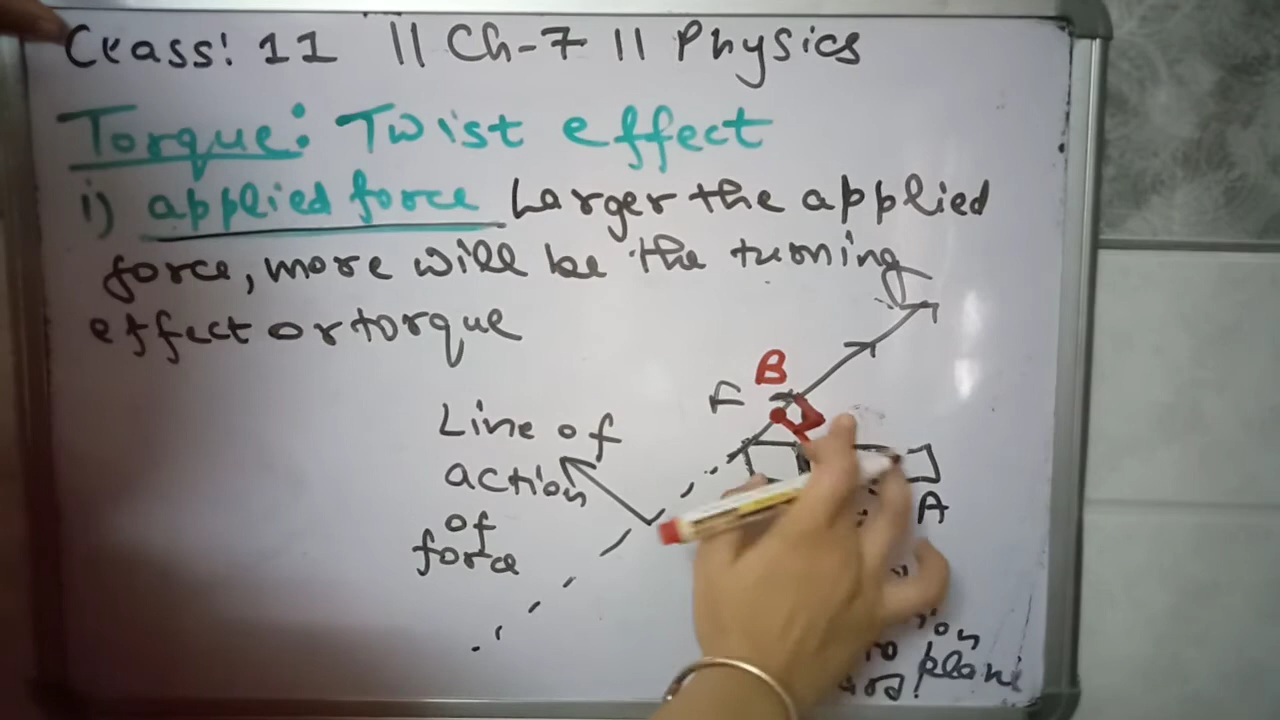 Class: 11 || Ch-7 || Physics
Torque: Twist effect
i) applied force Larger the applied
force, more will be the turning
effect or torque
B
F
Line of
action
of
force
A
plane